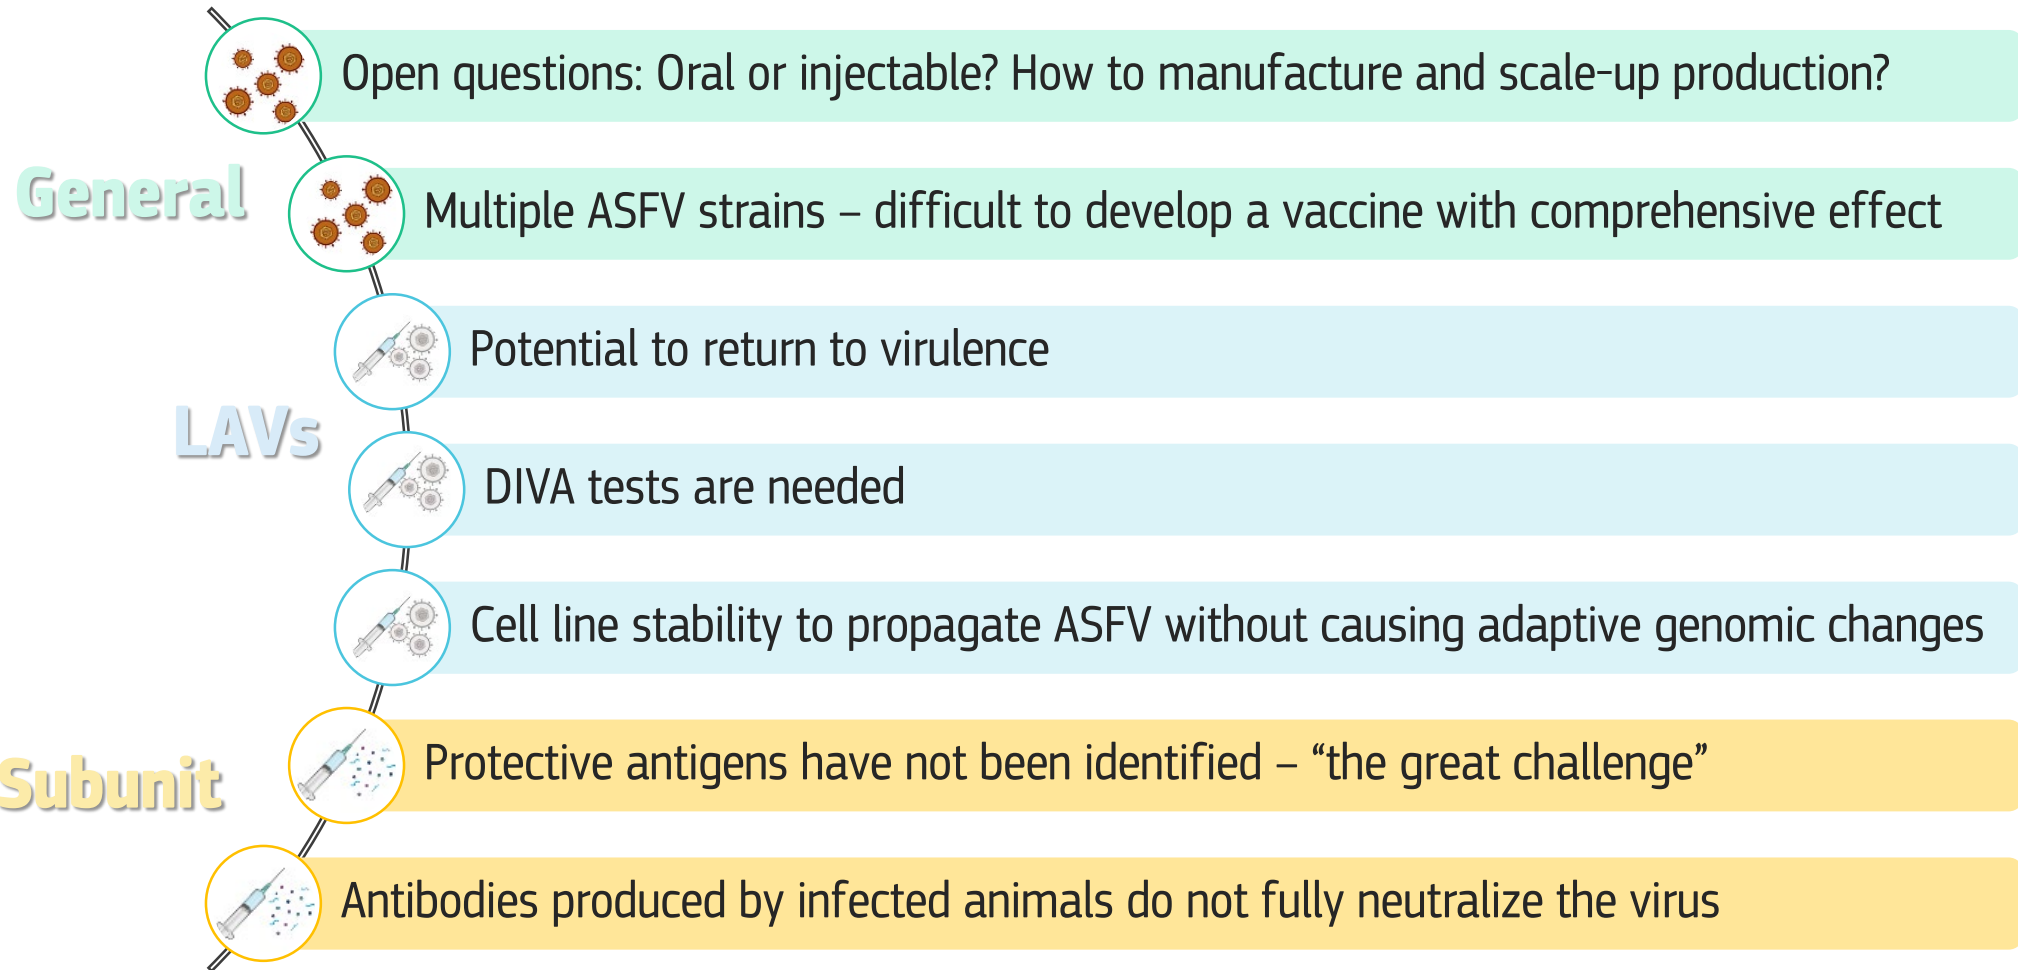 Open questions: Oral or injectable? How to manufacture and scale-up production?
General
Multiple ASFV strains – difficult to develop a vaccine with comprehensive effect
Potential to return to virulence
LAVs
DIVA tests are needed
Cell line stability to propagate ASFV without causing adaptive genomic changes
Subunit
Protective antigens have not been identified – “the great challenge”
Antibodies produced by infected animals do not fully neutralize the virus